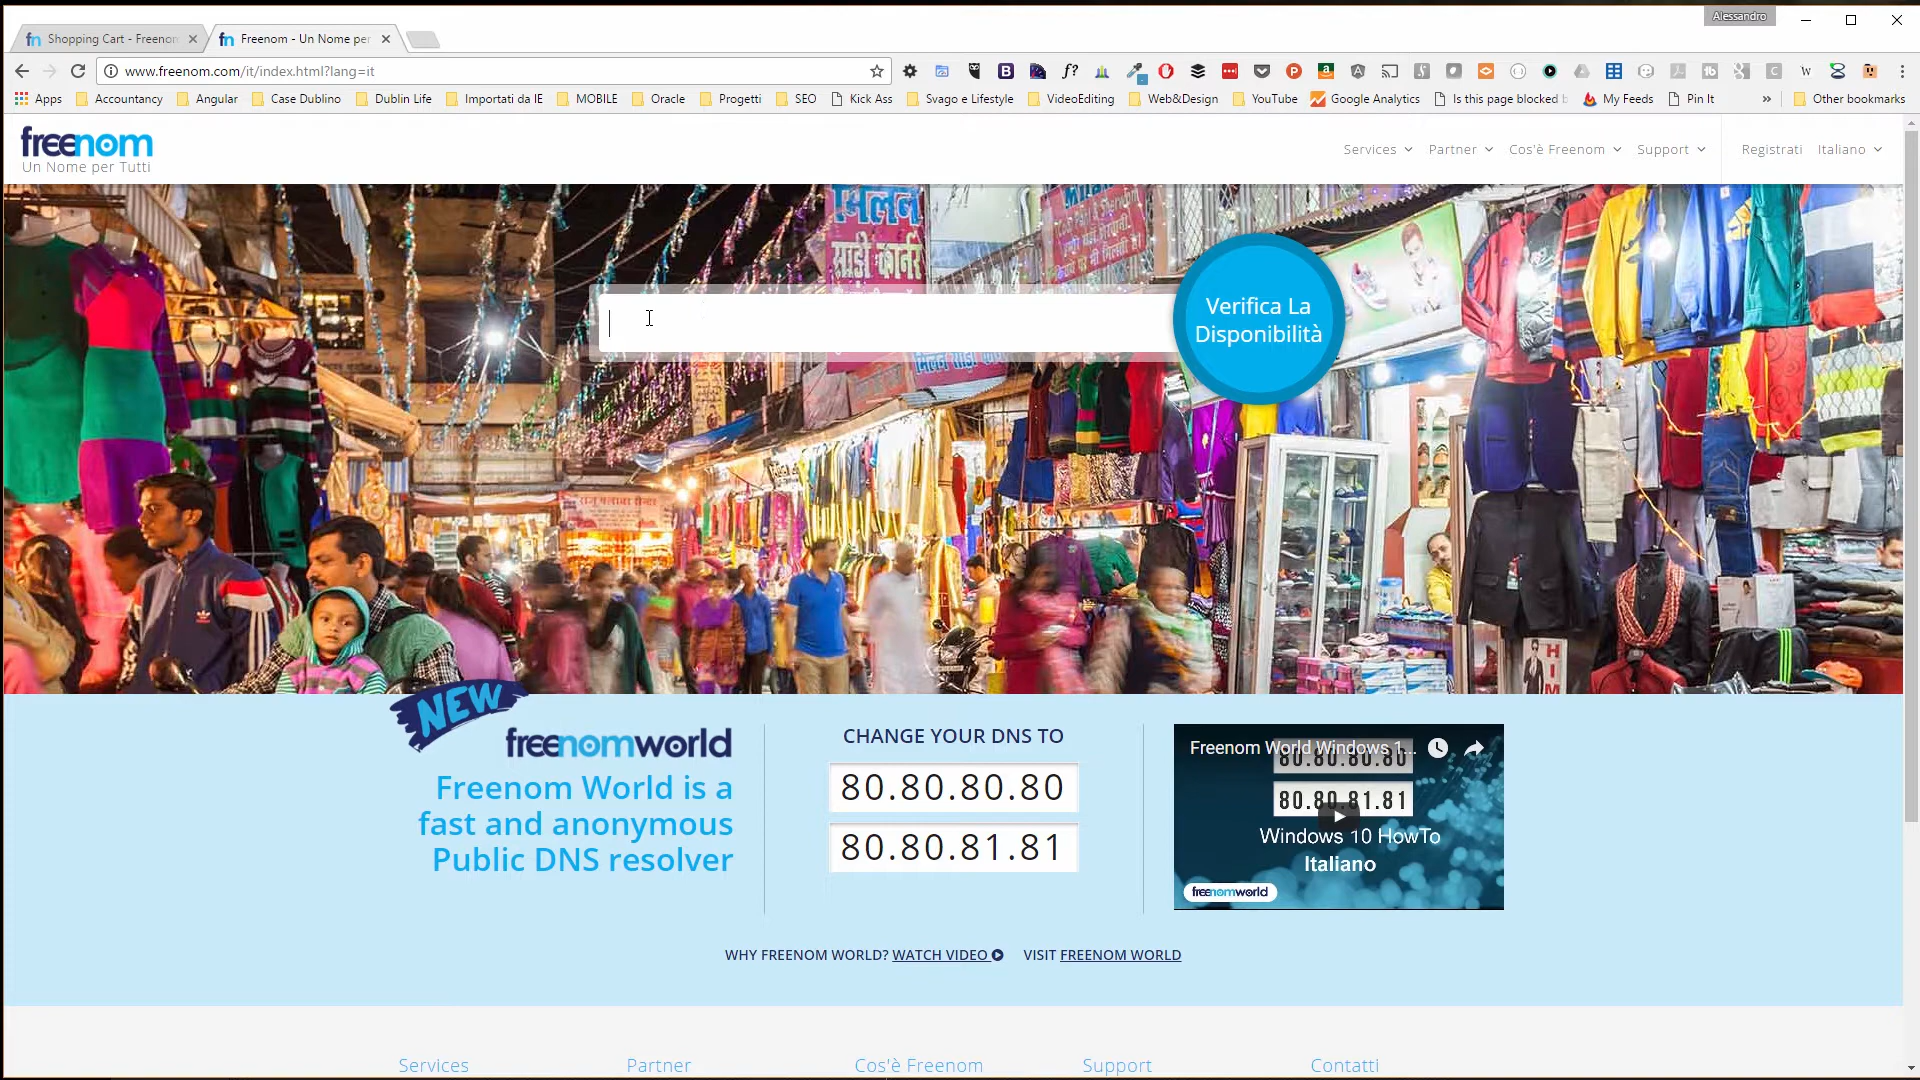 Alessandro
Shopping Cart - Freenom
Freenom - Un Nome per
www.freenom.com/it/index.html?lang=it
Apps
Accountancy
Angular
Case Dublino
Dublin Life
Importati da IE
MOBILE
Oracle
Progetti
SEO
Kick Ass
Svago e Lifestyle
VideoEditing
Web&Design
YouTube
Google Analytics
Is this page blocked
My Feeds
Pin It
»
Other bookmarks
freenom
Un Nome per Tutti
Services
Partner
Cos'è Freenom
Support
Registrati
Italiano
मिलन
साड़ी कार्नर
Verifica La
Disponibilità
NEW
freenomworld
Freenom World is a
fast and anonymous
Public DNS resolver
CHANGE YOUR DNS TO
80.80.80.80
80.80.81.81
Freenom World Windows 1...
80.80.80.80
80.80.81.81
Windows 10 HowTo
Italiano
freenomworld
WHY FREENOM WORLD? WATCH VIDEO
VISIT FREENOM WORLD
Services
Partner
Cos'è Freenom
Support
Contatti